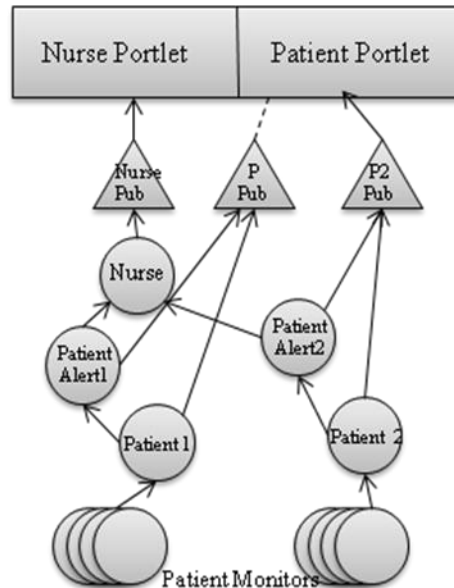 Nurse Portlet
Patient Portlet
Nurse
Pub
P
Pub
P2
Pub
Nurse
Patient
Alert2
Patient
Alert1
Patient 1
Patient 2
Patient Monitors